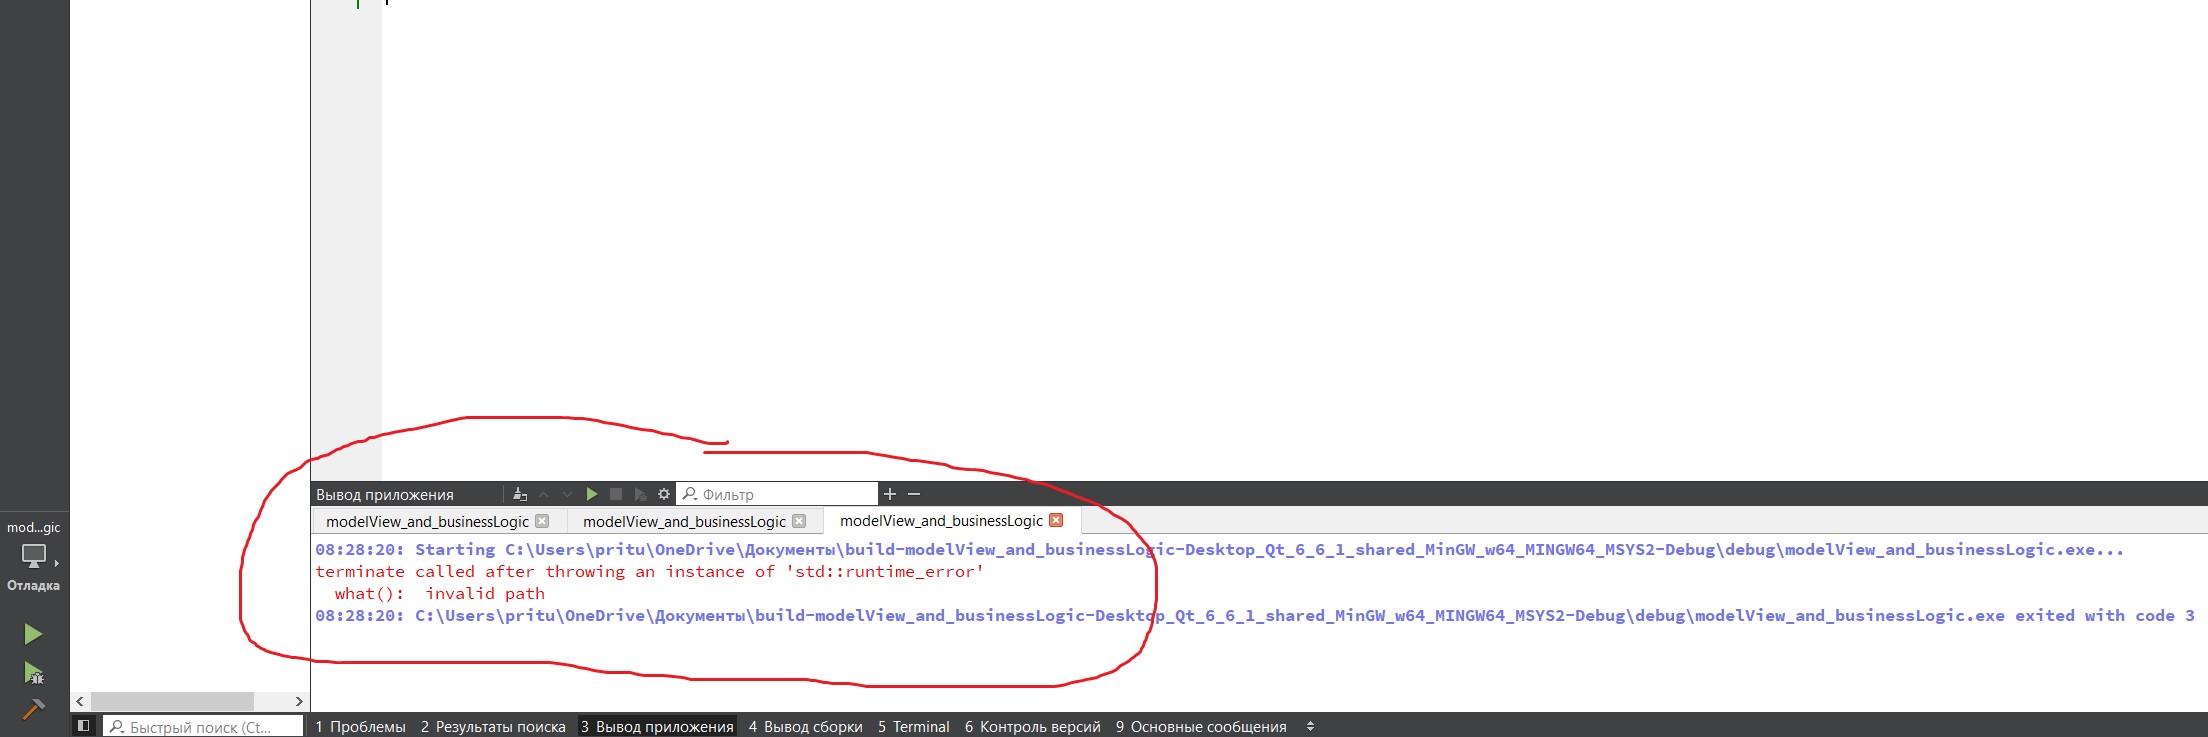 Вывод приложения
Фильтр
modelView_and_businessLogic
modelView_and_businessLogic
modelView_and_businessLogic
08:28:20: Starting C:\Users\pritu\OneDrive\Документы\build-modelView_and_businessLogic-Desktop_Qt_6_6_1_shared_MinGW_w64_MINGW64_MSYS2-Debug\debug\modelView_and_businessLogic.exe...
terminate called after throwing an instance of 'std::runtime_error'
what():  invalid path
08:28:20: C:\Users\pritu\OneDrive\Документы\build-modelView_and_businessLogic-Desktop_Qt_6_6_1_shared_MinGW_w64_MINGW64_MSYS2-Debug\debug\modelView_and_businessLogic.exe exited with code 3
mod...gic
Отладка
Быстрый поиск (Ct...
1 Проблемы
2 Результаты поиска
3 Вывод приложения
4 Вывод сборки
5 Terminal
6 Контроль версий
9 Основные сообщения